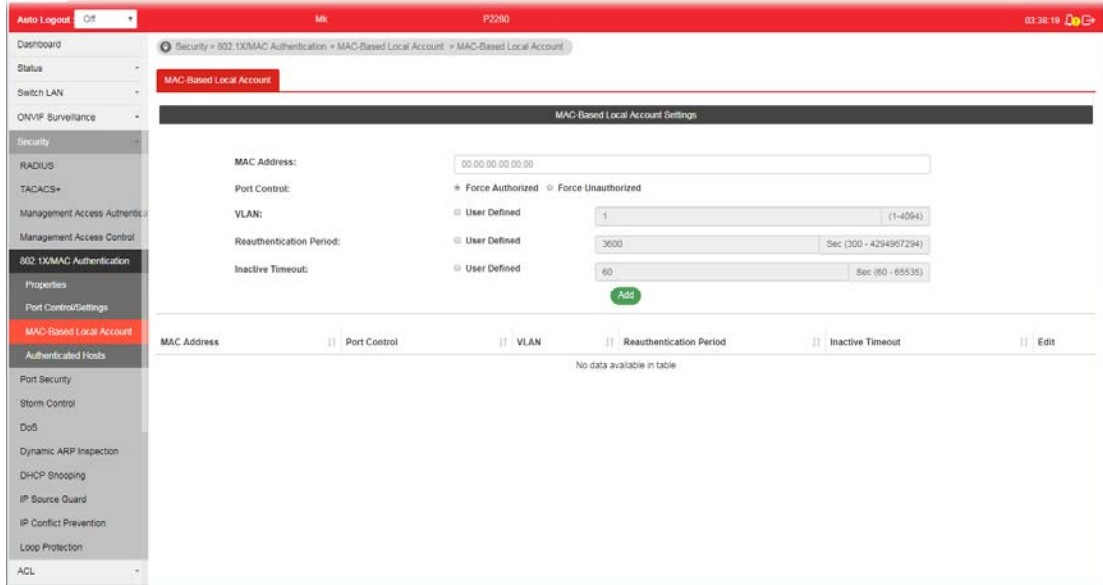 Auto Logout: Off Mk P2260 03:38:19
Dashboard
Status
Switch LAN
ONVIF Surveillance
Security
RADIUS
TACACS+
Management Access Authentica
Management Access Control
802.1X/MAC Authentication
Properties
Port Control/Settings
MAC-Based Local Account
Authenticated Hosts
Port Security
Storm Control
DoS
Dynamic ARP Inspection
DHCP Snooping
IP Source Guard
IP Conflict Prevention
Loop Protection
ACL
Security » 802.1X/MAC Authentication » MAC-Based Local Account » MAC-Based Local Account
MAC-Based Local Account
MAC-Based Local Account Settings
MAC Address: 00:00:00:00:00:00
Port Control: Force Authorized Force Unauthorized
VLAN: User Defined 1 (1-4094)
Reauthentication Period: User Defined 3600 Sec (300 - 4294967294)
Inactive Timeout: User Defined 60 Sec (60 - 65535)
Add
MAC Address Port Control VLAN Reauthentication Period Inactive Timeout Edit
No data available in table